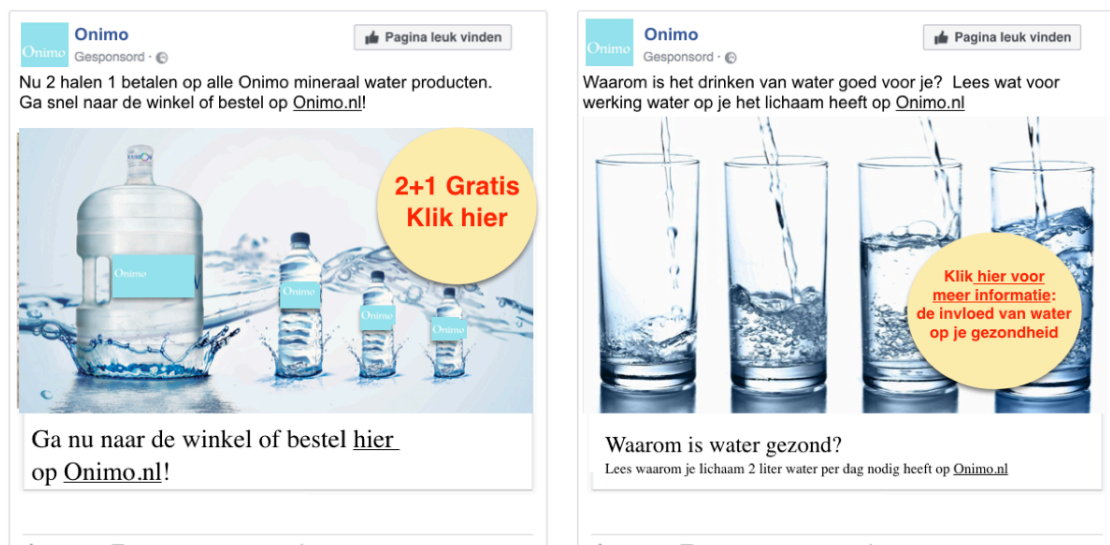 Onimo
Onimo
Gesponsord ·
Pagina leuk vinden
Nu 2 halen 1 betalen op alle Onimo mineraal water producten.
Ga snel naar de winkel of bestel op Onimo.nl!
2+1 Gratis
Klik hier
Onimo
Onimo
Onimo
Onimo
Ga nu naar de winkel of bestel hier
op Onimo.nl!
Onimo
Onimo
Gesponsord ·
Pagina leuk vinden
Waarom is het drinken van water goed voor je?  Lees wat voor
werking water op je het lichaam heeft op Onimo.nl
Klik hier voor
meer informatie:
de invloed van water
op je gezondheid
Waarom is water gezond?
Lees waarom je lichaam 2 liter water per dag nodig heeft op Onimo.nl